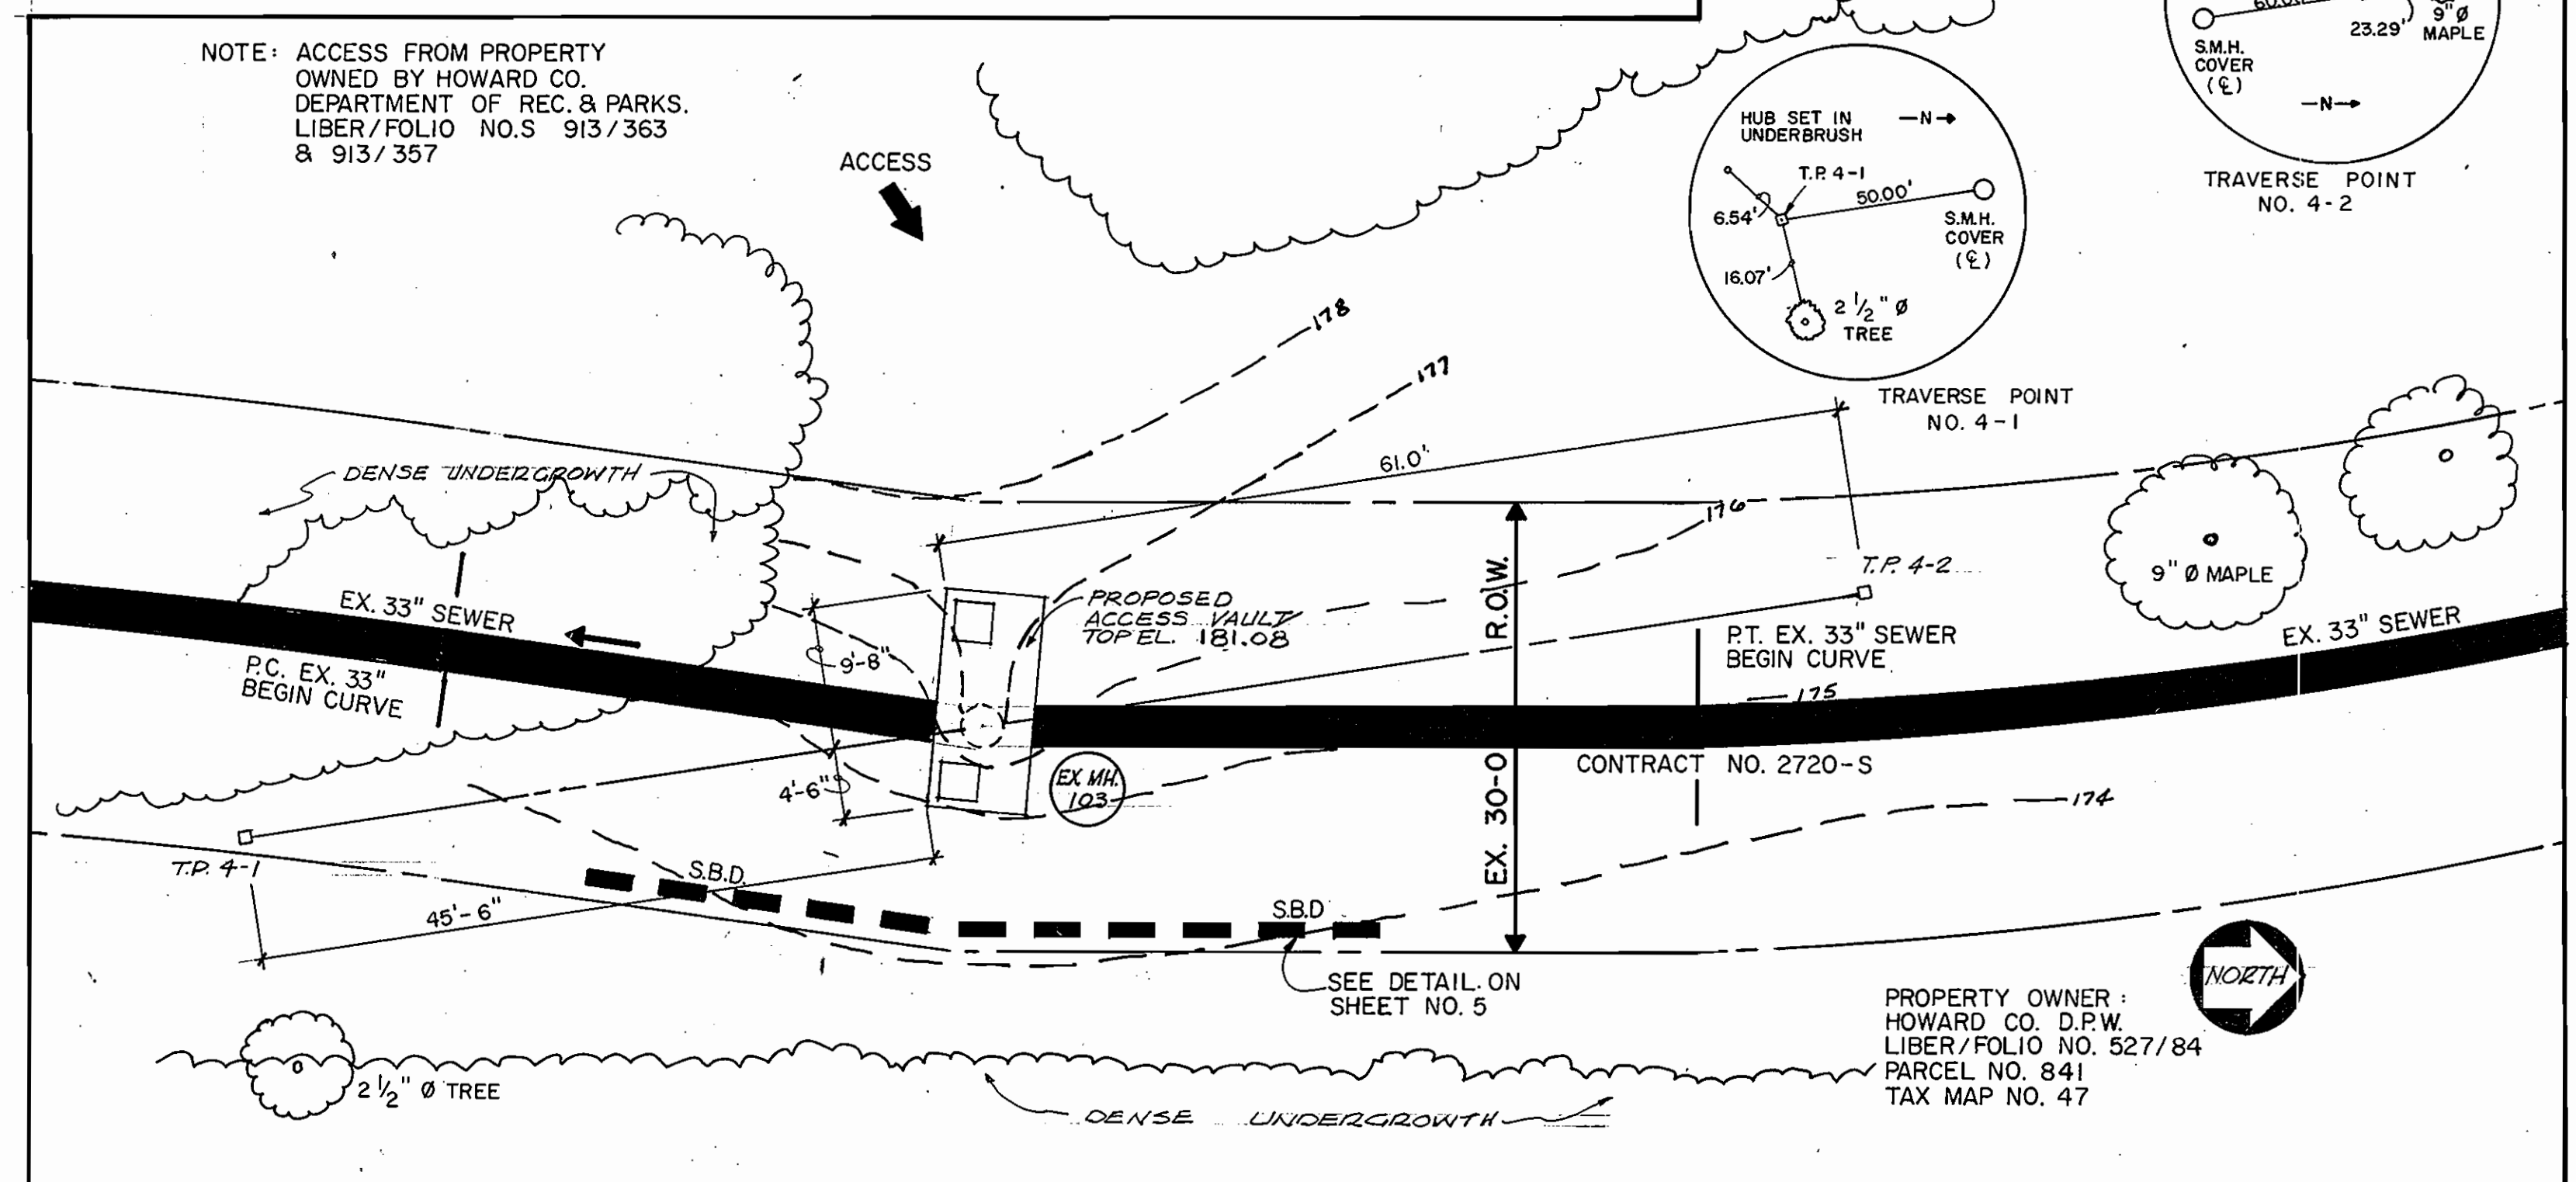 NOTE: ACCESS FROM PROPERTY
OWNED BY HOWARD CO.
DEPARTMENT OF REC. & PARKS.
LIBER/FOLIO NO.S 913/363
& 913/357
ACCESS
HUB SET IN
UNDERBRUSH
—N→
T.P. 4-1
50.00'
6.54'
S.M.H.
COVER
(℄)
16.07'
2 1/2" Ø
TREE
TRAVERSE POINT
NO. 4-1
23.29'
9" Ø
MAPLE
S.M.H.
COVER
(℄)
—N→
TRAVERSE POINT
NO. 4-2
178
177
61.0'
176
DENSE UNDERGROWTH
T.P. 4-2
9" Ø MAPLE
EX. 33" SEWER
PROPOSED
ACCESS VAULT
TOP EL. 181.08
9'-8"
P.C. EX. 33"
BEGIN CURVE
P.T. EX. 33" SEWER
BEGIN CURVE
EX. 33" SEWER
175
EX. 30-0 R.O.W.
CONTRACT NO. 2720-S
4'-6"
EX. MH.
103
174
T.P. 4-1
S.B.D.
45'-6"
S.B.D
SEE DETAIL ON
SHEET NO. 5
NORTH
PROPERTY OWNER:
HOWARD CO. D.P.W.
LIBER/FOLIO NO. 527/84
PARCEL NO. 841
TAX MAP NO. 47
2 1/2" Ø TREE
DENSE UNDERGROWTH